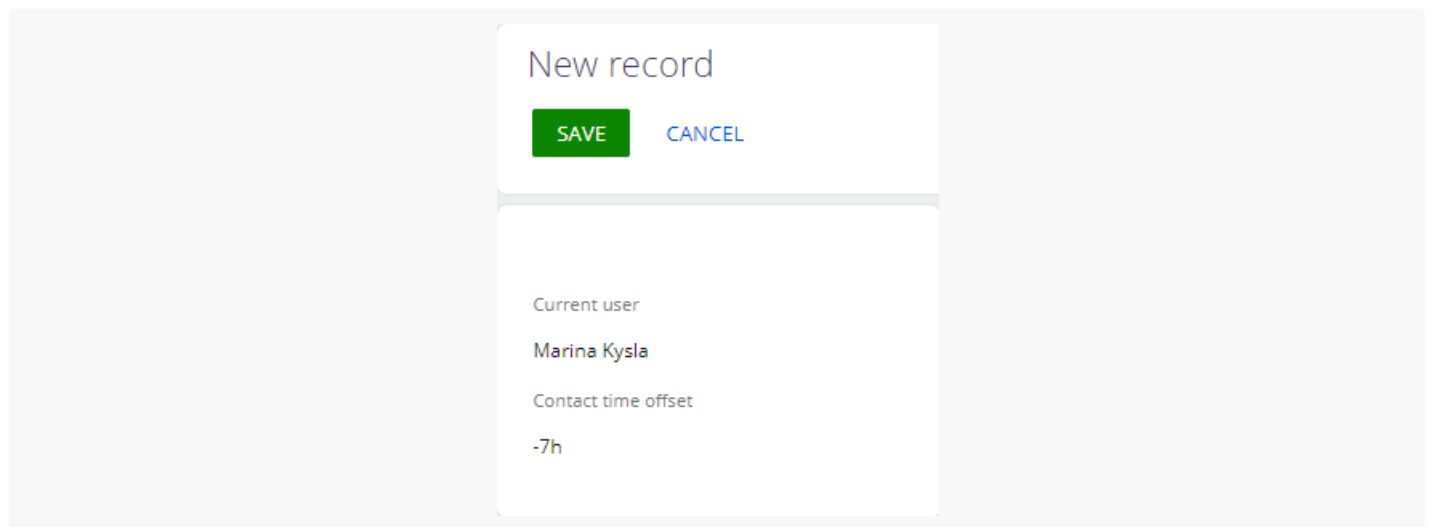 New record
SAVE CANCEL
Current user
Marina Kysla
Contact time offset
-7h